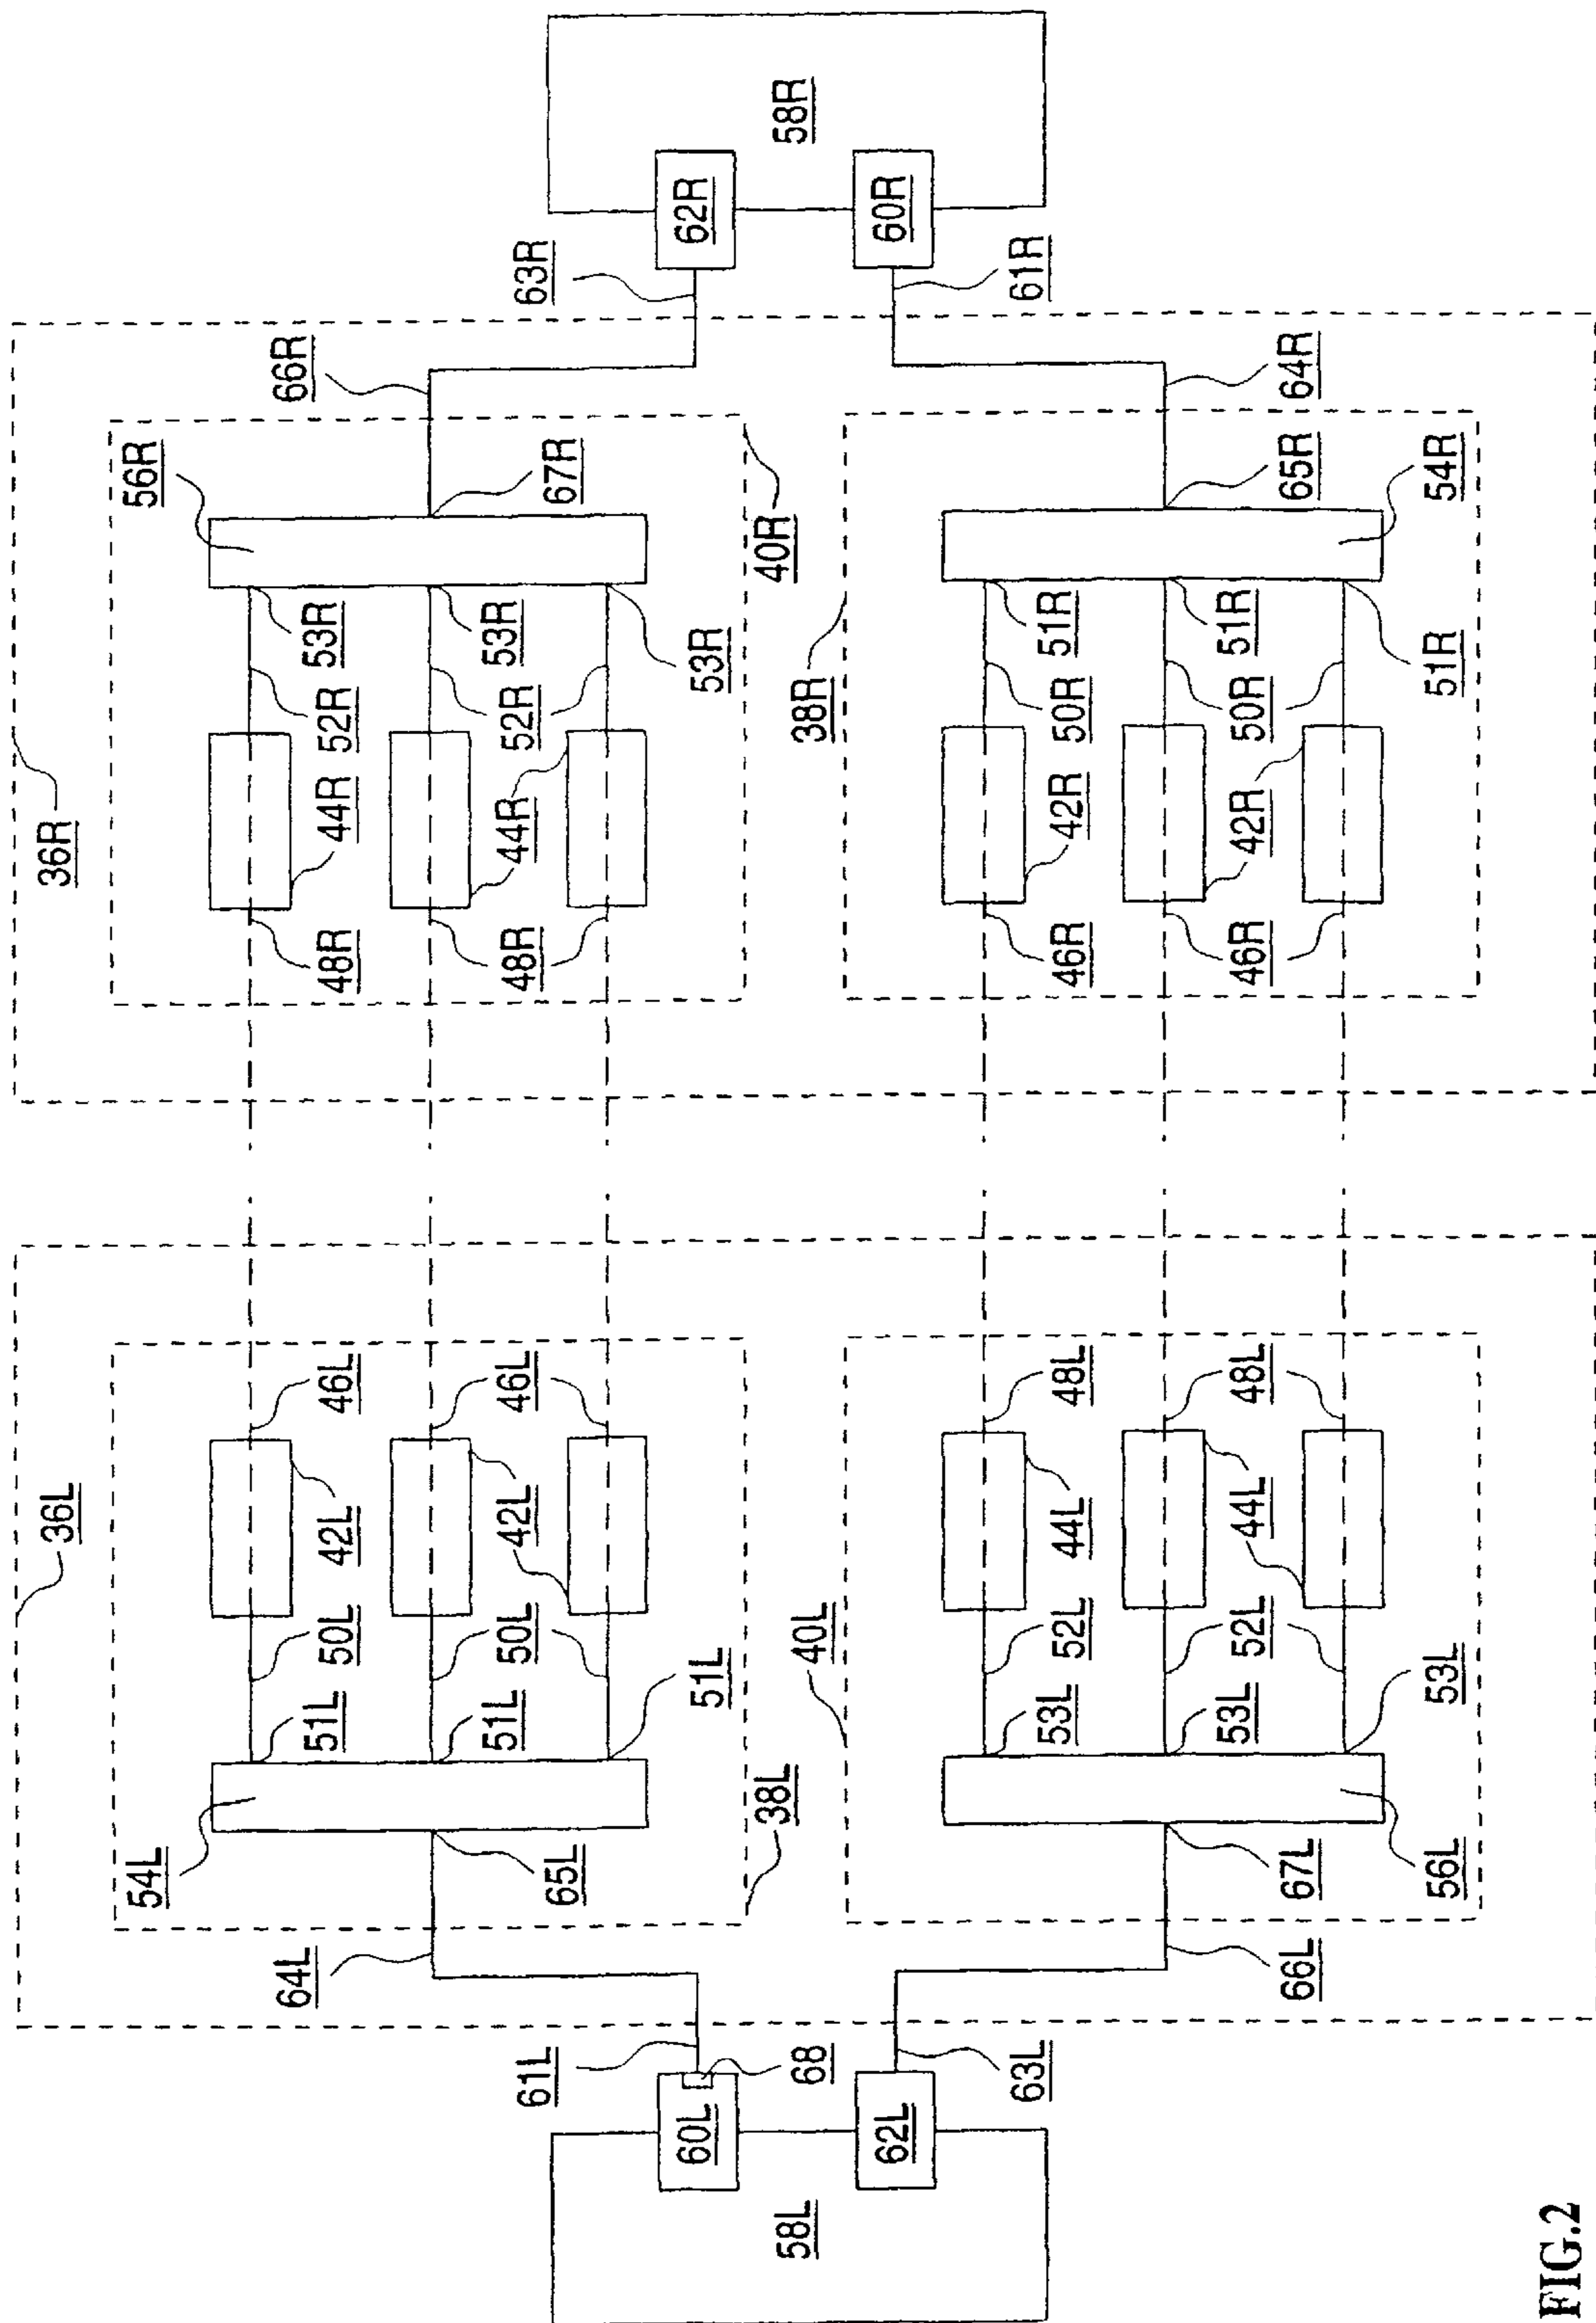 36L 36R
54L 56R
64L 51L 50L 42L 46L 48R 44R 52R 53R 66R
61L 51L 50L 42L 46L 48R 44R 52R 53R 63R
65L 67R
60L 51L 53R 62R
58L 68 38L 40R 58R
40L 38R
62L 60R
63L 53L 52L 44L 48L 46R 42R 50R 51R 61R
53L 52L 44L 48L 46R 42R 50R 51R
66L 67L 65R 64R
56L 53L 51R 54R
FIG.2